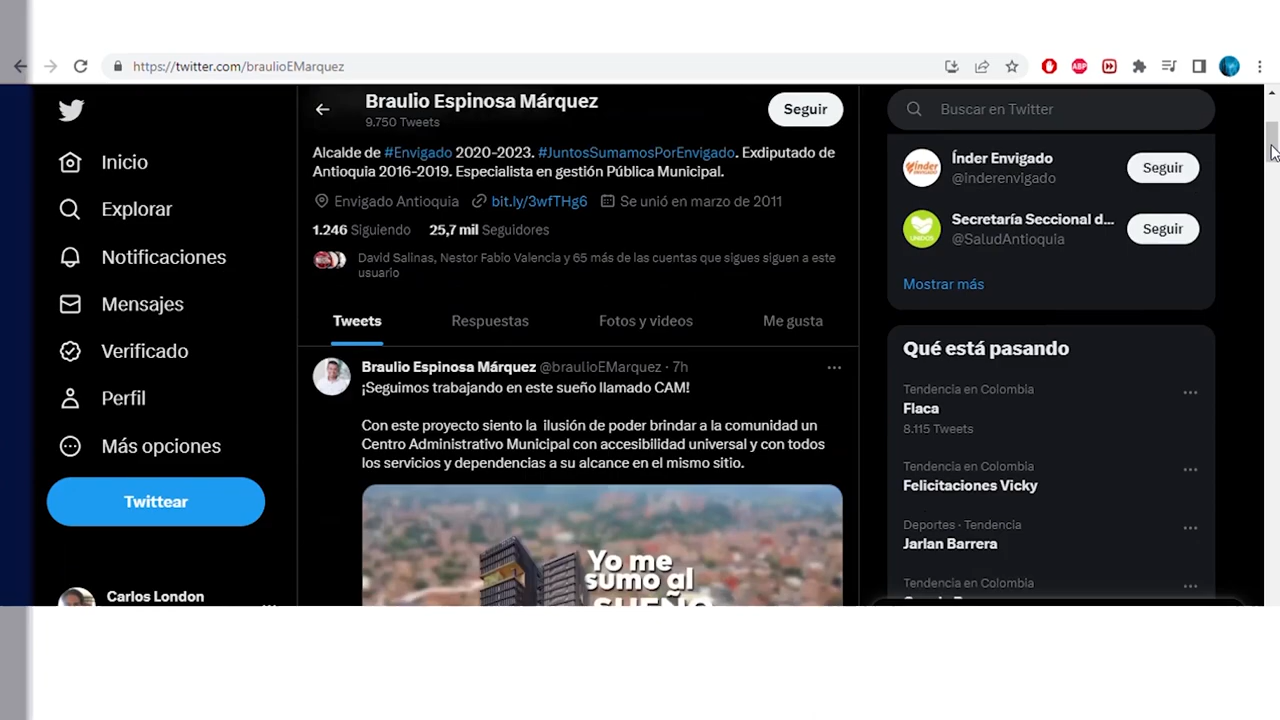 https://twitter.com/braulioEMarquez
ABP
Inicio
Explorar
Notificaciones
Mensajes
Verificado
Perfil
Más opciones
Twittear
Carlos London
Braulio Espinosa Márquez
9.750 Tweets
Seguir
Alcalde de #Envigado 2020-2023. #JuntosSumamosPorEnvigado. Exdiputado de
Antioquia 2016-2019. Especialista en gestión Pública Municipal.
Envigado Antioquia bit.ly/3wfTHg6 Se unió en marzo de 2011
1.246 Siguiendo 25,7 mil Seguidores
David Salinas, Nestor Fabio Valencia y 65 más de las cuentas que sigues siguen a este
usuario
Tweets Respuestas Fotos y videos Me gusta
Braulio Espinosa Márquez @braulioEMarquez · 7h
¡Seguimos trabajando en este sueño llamado CAM!
Con este proyecto siento la ilusión de poder brindar a la comunidad un
Centro Administrativo Municipal con accesibilidad universal y con todos
los servicios y dependencias a su alcance en el mismo sitio.
Yo me
sumo al
SUEÑO
Buscar en Twitter
Índer Envigado
@inderenvigado
Seguir
Secretaría Seccional d...
@SaludAntioquia
Seguir
Mostrar más
Qué está pasando
Tendencia en Colombia
Flaca
8.115 Tweets
Tendencia en Colombia
Felicitaciones Vicky
Deportes · Tendencia
Jarlan Barrera
Tendencia en Colombia